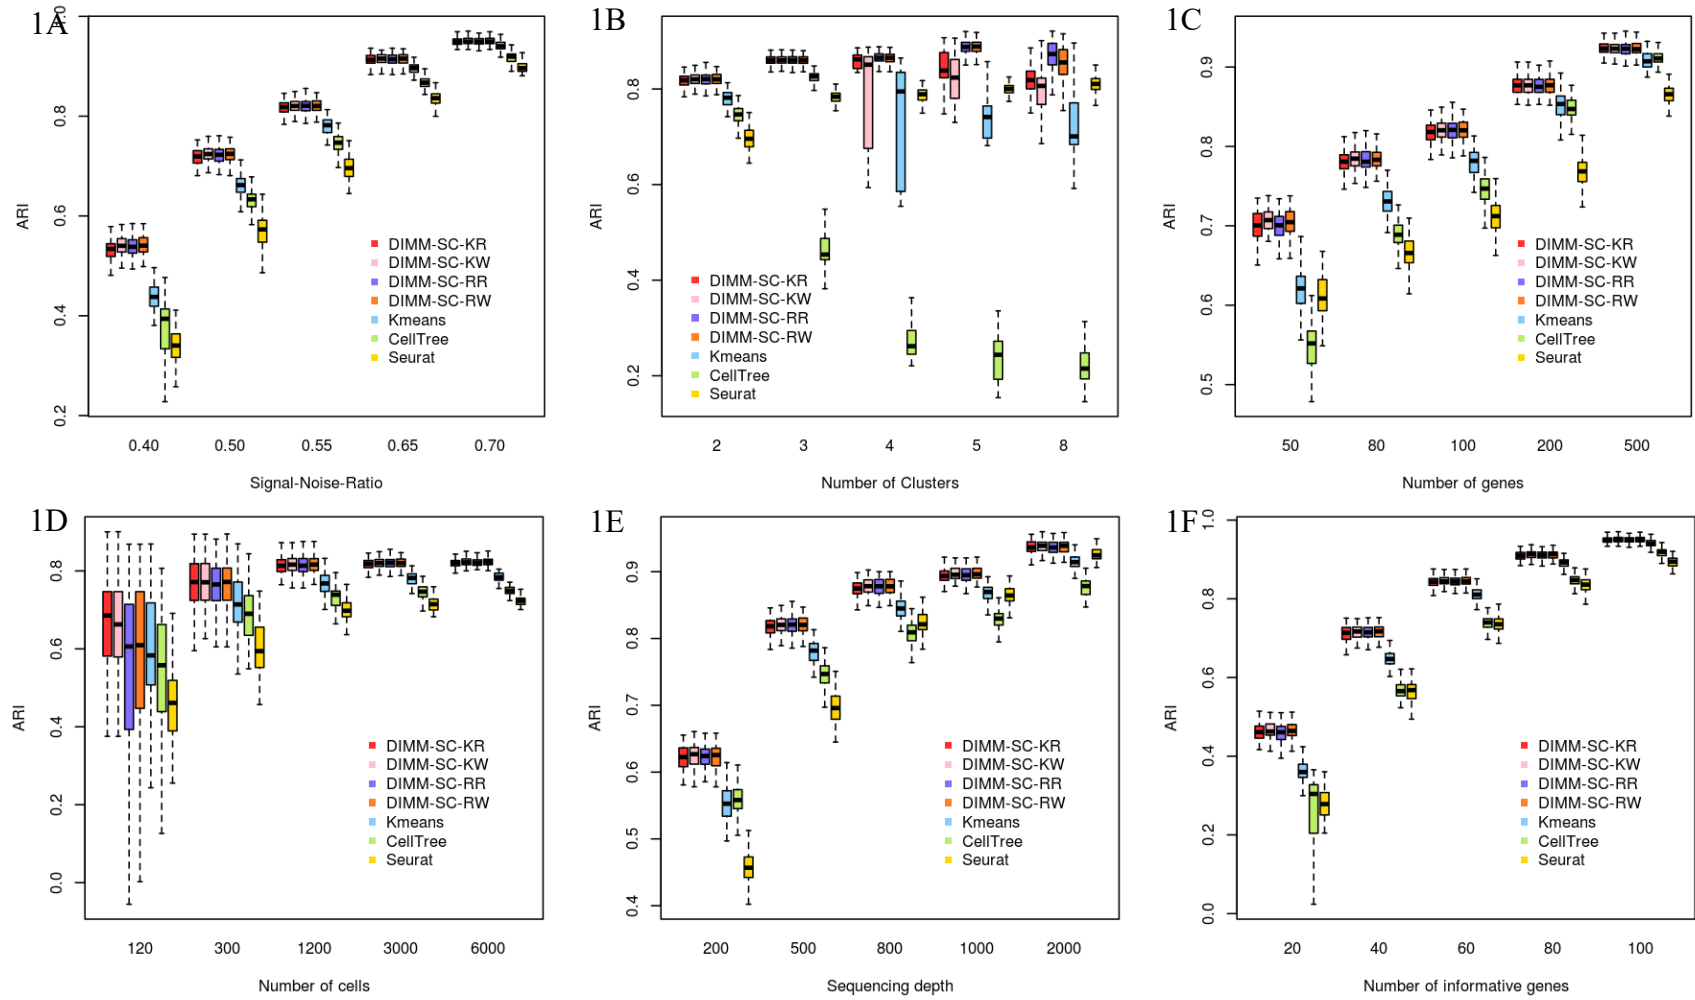 1A
ARI
0.2
0.4
0.6
0.8
0.40
0.50
0.55
0.65
0.70
Signal-Noise-Ratio
DIMM-SC-KR
DIMM-SC-KW
DIMM-SC-RR
DIMM-SC-RW
Kmeans
CellTree
Seurat
1B
ARI
0.2
0.4
0.6
0.8
2
3
4
5
8
Number of Clusters
DIMM-SC-KR
DIMM-SC-KW
DIMM-SC-RR
DIMM-SC-RW
Kmeans
CellTree
Seurat
1C
ARI
0.5
0.6
0.7
0.8
0.9
50
80
100
200
500
Number of genes
DIMM-SC-KR
DIMM-SC-KW
DIMM-SC-RR
DIMM-SC-RW
Kmeans
CellTree
Seurat
1D
ARI
0.0
0.2
0.4
0.6
0.8
120
300
1200
3000
6000
Number of cells
DIMM-SC-KR
DIMM-SC-KW
DIMM-SC-RR
DIMM-SC-RW
Kmeans
CellTree
Seurat
1E
ARI
0.4
0.5
0.6
0.7
0.8
0.9
200
500
800
1000
2000
Sequencing depth
DIMM-SC-KR
DIMM-SC-KW
DIMM-SC-RR
DIMM-SC-RW
Kmeans
CellTree
Seurat
1F
ARI
0.0
0.2
0.4
0.6
0.8
1.0
20
40
60
80
100
Number of informative genes
DIMM-SC-KR
DIMM-SC-KW
DIMM-SC-RR
DIMM-SC-RW
Kmeans
CellTree
Seurat